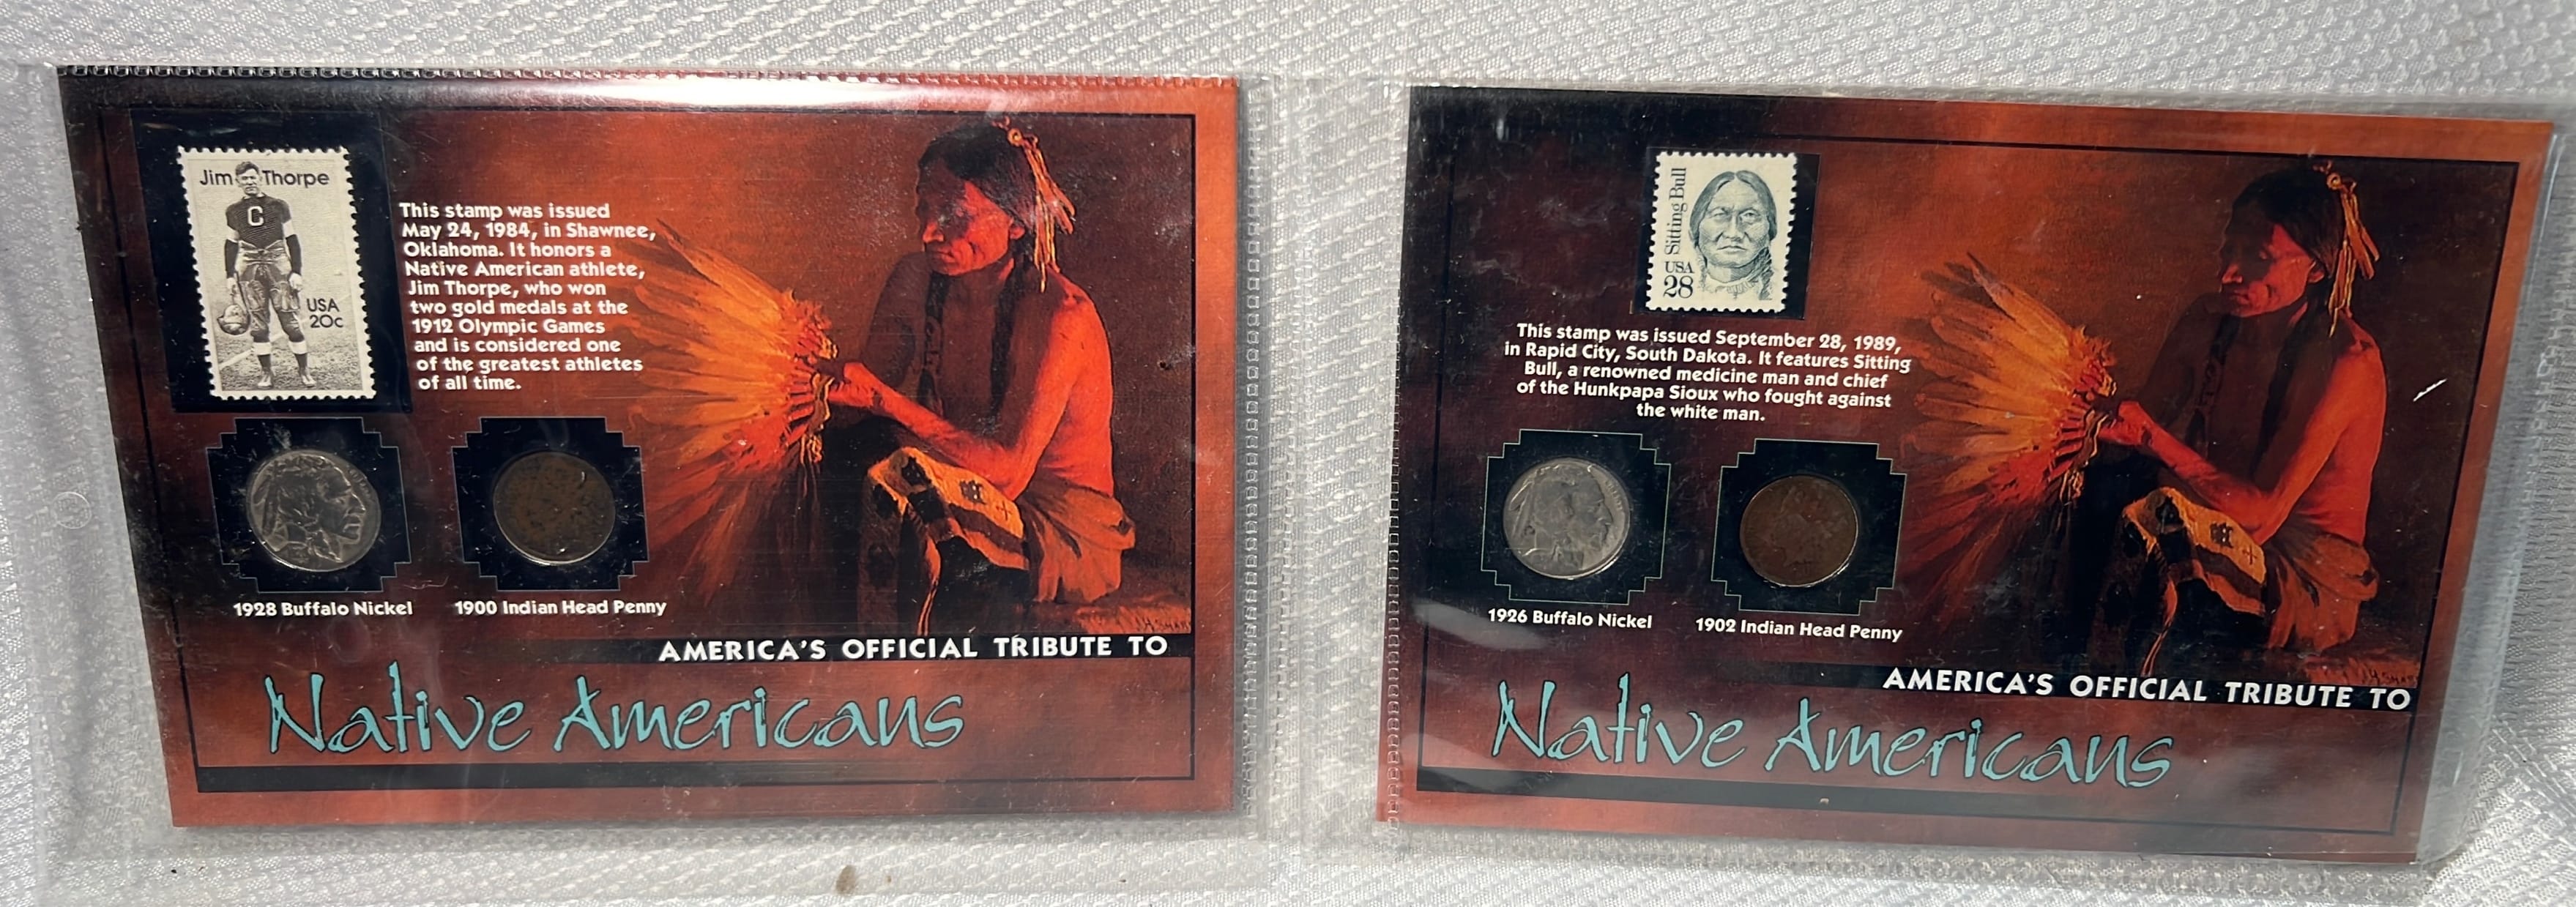 Jim Thorpe
C
USA
20c
This stamp was issued
May 24, 1984, in Shawnee,
Oklahoma. It honors a
Native American athlete,
Jim Thorpe, who won
two gold medals at the
1912 Olympic Games
and is considered one
of the greatest athletes
of all time.
1928 Buffalo Nickel
1900 Indian Head Penny
AMERICA'S OFFICIAL TRIBUTE TO
Native Americans
Sitting Bull
USA
28
This stamp was issued September 28, 1989,
in Rapid City, South Dakota. It features Sitting
Bull, a renowned medicine man and chief
of the Hunkpapa Sioux who fought against
the white man.
1926 Buffalo Nickel
1902 Indian Head Penny
AMERICA'S OFFICIAL TRIBUTE TO
Native Americans